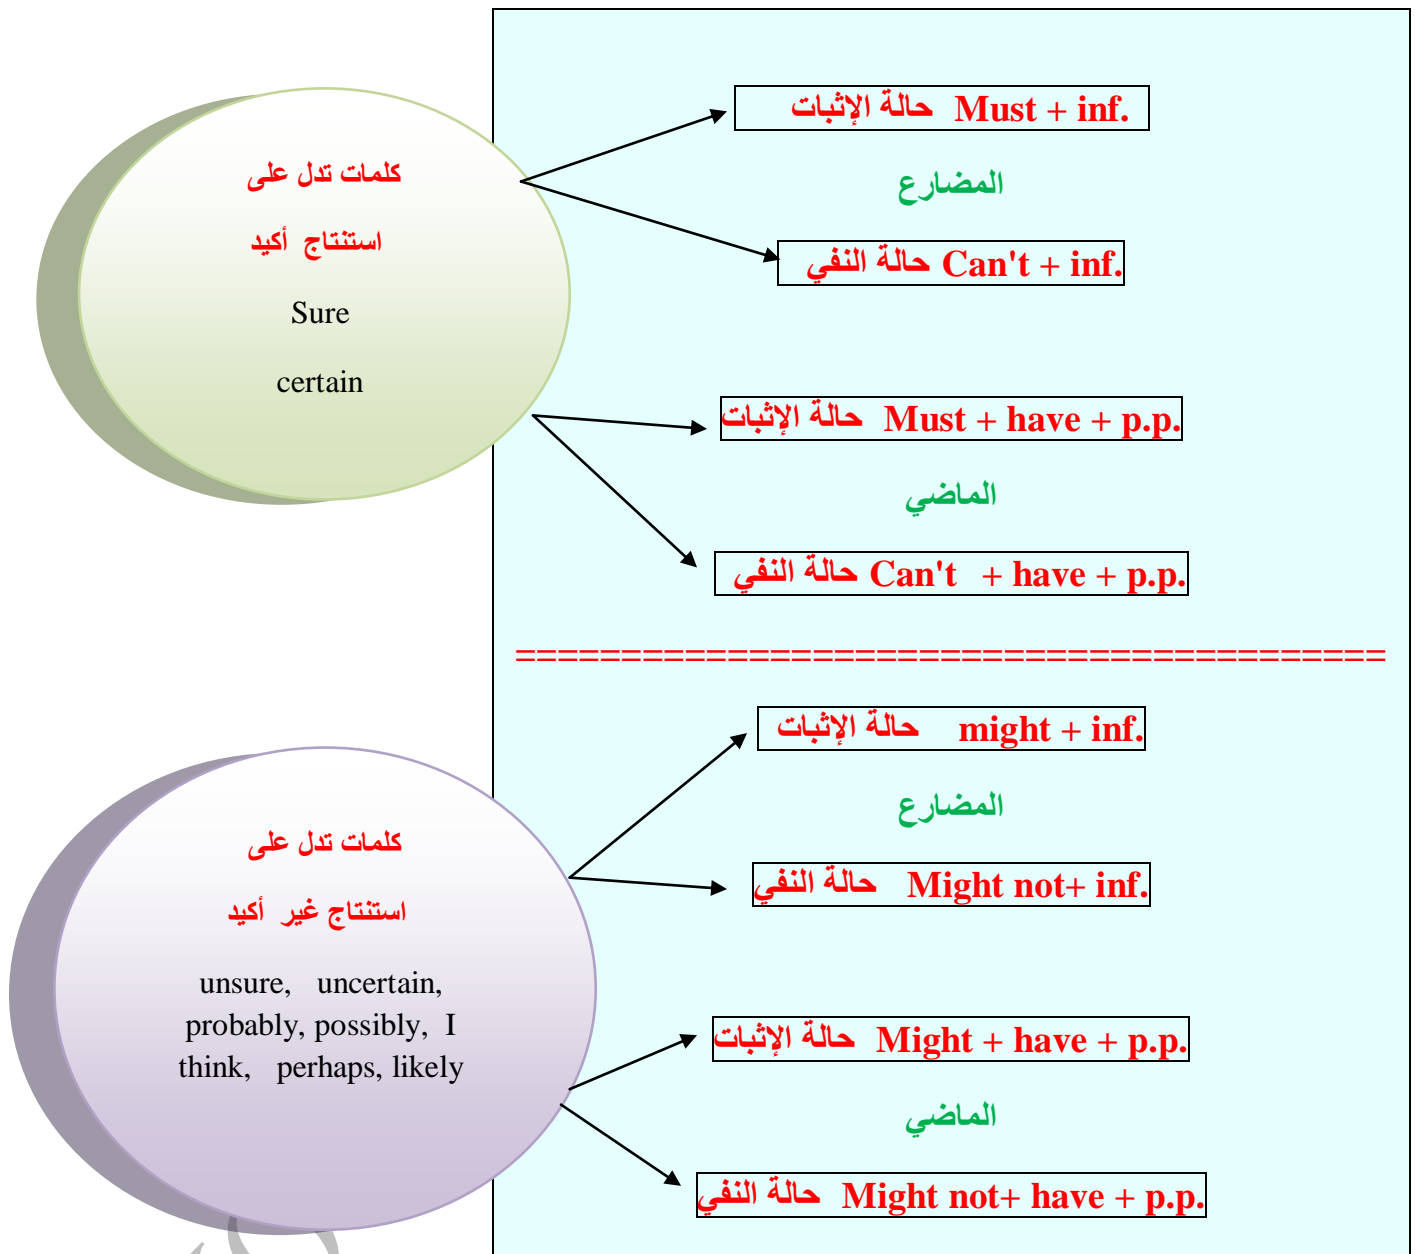 كلمات تدل على
استنتاج أكيد
Sure
certain
حالة الإثبات Must + inf.
المضارع
حالة النفي Can't + inf.
حالة الإثبات Must + have + p.p.
الماضي
حالة النفي Can't + have + p.p.
=========================================
كلمات تدل على
استنتاج غير أكيد
unsure, uncertain,
probably, possibly, I
think, perhaps, likely
حالة الإثبات might + inf.
المضارع
حالة النفي Might not+ inf.
حالة الإثبات Might + have + p.p.
الماضي
حالة النفي Might not+ have + p.p.